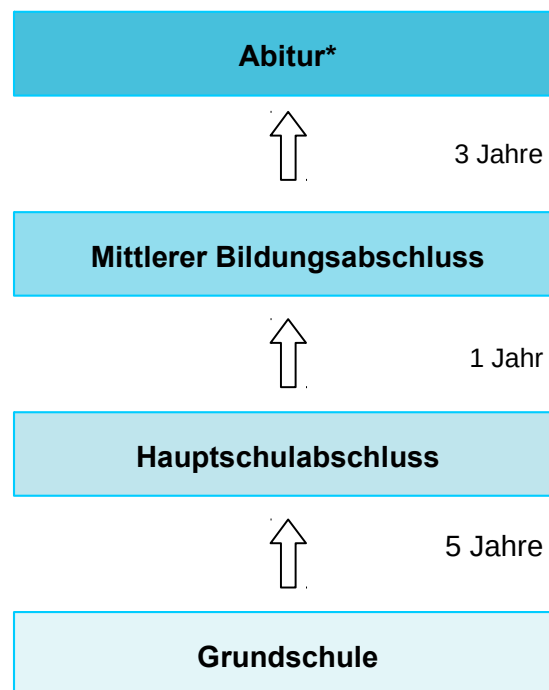 Abitur*
3 Jahre
Mittlerer Bildungsabschluss
1 Jahr
Hauptschulabschluss
5 Jahre
Grundschule